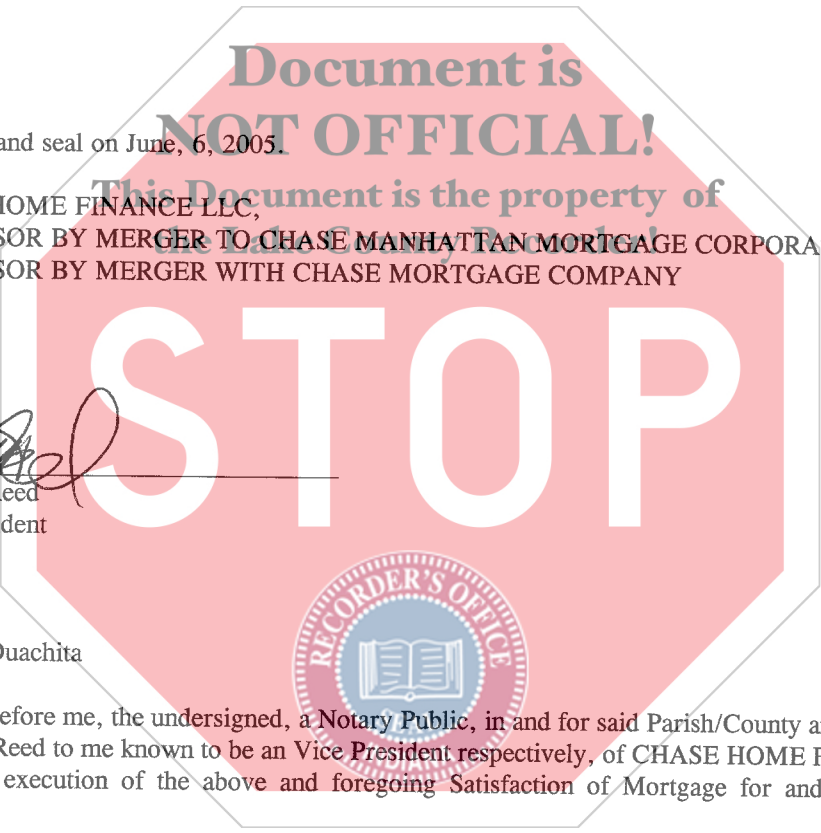 Document is
NOT OFFICIAL!
and seal on June, 6, 2005.
This Document is the property of
HOME FINANCE LLC,
the Lake County Recorder!
SOR BY MERGER TO CHASE MANHATTAN MORTGAGE CORPORA
SOR BY MERGER WITH CHASE MORTGAGE COMPANY
STOP
Reed
dent
RECORDER'S OFFICE
Ouachita
SEAL
INDIANA
efore me, the undersigned, a Notary Public, in and for said Parish/County a
Reed to me known to be an Vice President respectively, of CHASE HOME F
execution of the above and foregoing Satisfaction of Mortgage for and